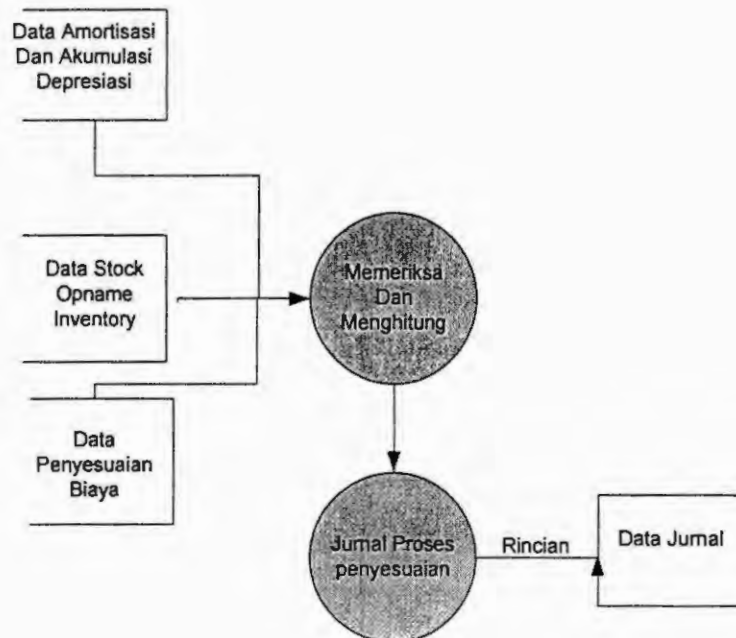 Data Amortisasi
Dan Akumulasi
Depresiasi
Data Stock
Opname
Inventory
Memeriksa
Dan
Menghitung
Data
Penyesuaian
Biaya
Jurnal Proses
penyesuaian
Rincian
Data Jurnal